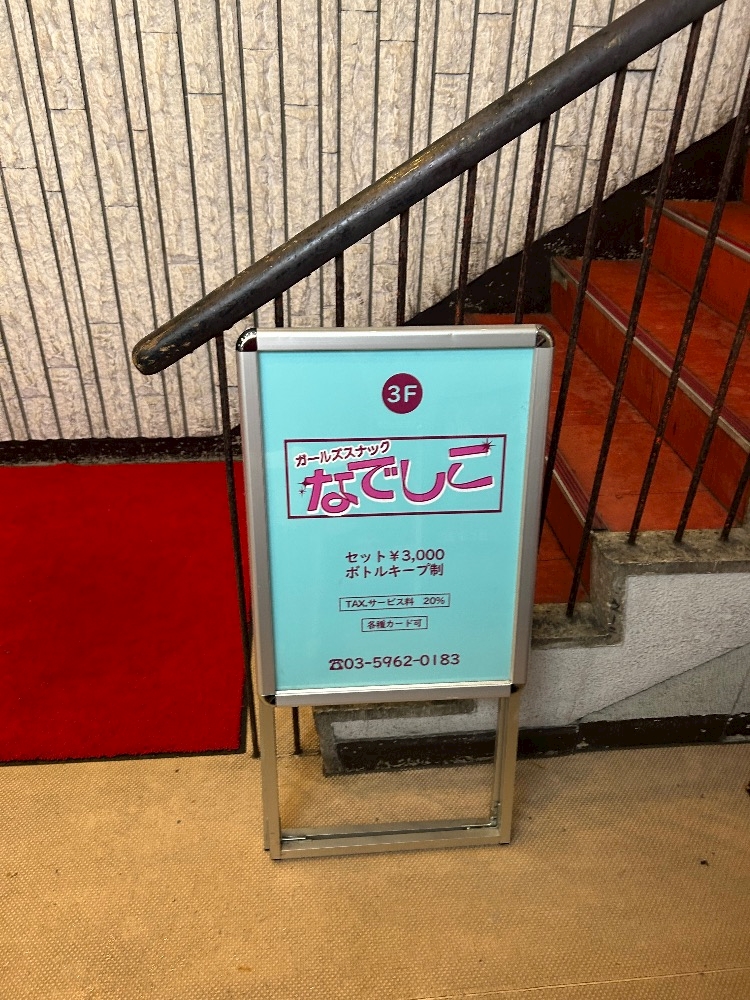 3F
ガールズスナック
なでしこ
セット¥3,000
ボトルキープ制
TAX.サービス料 20%
各種カード可
☎03-5962-0183